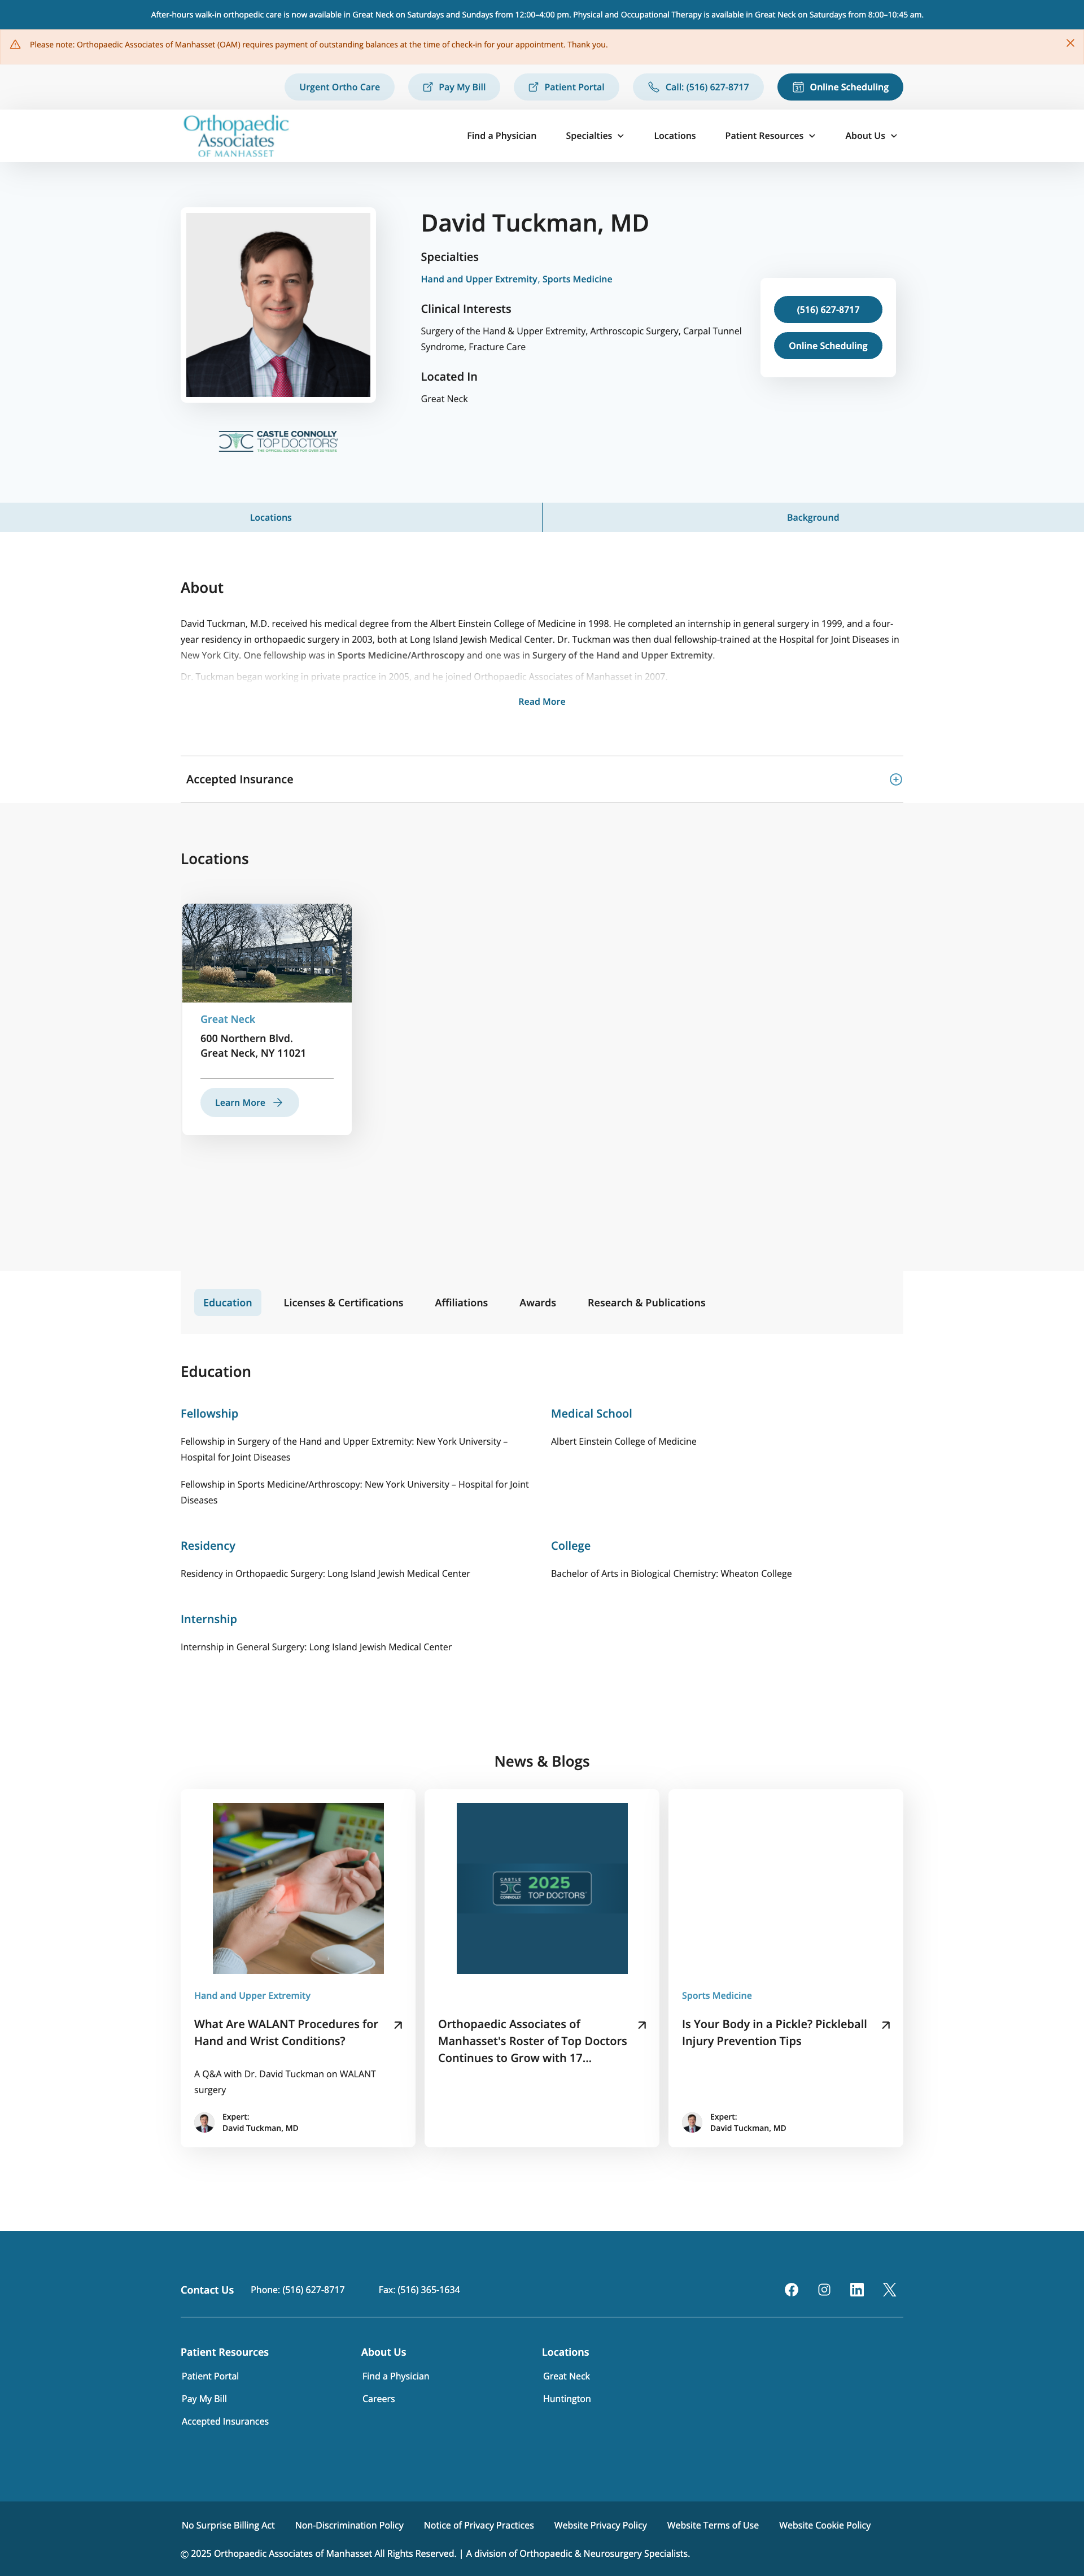 After-hours walk-in orthopedic care is now available in Great Neck on Saturdays and Sundays from 12:00–4:00 pm. Physical and Occupational Therapy is available in Great Neck on Saturdays from 8:00–10:45 am.
Please note: Orthopaedic Associates of Manhasset (OAM) requires payment of outstanding balances at the time of check-in for your appointment. Thank you.
Urgent Ortho Care
Pay My Bill
Patient Portal
Call: (516) 627-8717
Online Scheduling
Orthopaedic
Associates
OF MANHASSET
Find a Physician
Specialties
Locations
Patient Resources
About Us
David Tuckman, MD
Specialties
Hand and Upper Extremity, Sports Medicine
Clinical Interests
Surgery of the Hand & Upper Extremity, Arthroscopic Surgery, Carpal Tunnel
Syndrome, Fracture Care
Located In
Great Neck
(516) 627-8717
Online Scheduling
CASTLE CONNOLLY
TOP DOCTORS
THE OFFICIAL SOURCE FOR OVER 30 YEARS
Locations
Background
About
David Tuckman, M.D. received his medical degree from the Albert Einstein College of Medicine in 1998. He completed an internship in general surgery in 1999, and a four-
year residency in orthopaedic surgery in 2003, both at Long Island Jewish Medical Center. Dr. Tuckman was then dual fellowship-trained at the Hospital for Joint Diseases in
New York City. One fellowship was in Sports Medicine/Arthroscopy and one was in Surgery of the Hand and Upper Extremity.
Dr. Tuckman began working in private practice in 2005, and he joined Orthopaedic Associates of Manhasset in 2007.
Read More
Accepted Insurance
Locations
Great Neck
600 Northern Blvd.
Great Neck, NY 11021
Learn More
Education
Licenses & Certifications
Affiliations
Awards
Research & Publications
Education
Fellowship
Fellowship in Surgery of the Hand and Upper Extremity: New York University –
Hospital for Joint Diseases
Fellowship in Sports Medicine/Arthroscopy: New York University – Hospital for Joint
Diseases
Medical School
Albert Einstein College of Medicine
Residency
Residency in Orthopaedic Surgery: Long Island Jewish Medical Center
College
Bachelor of Arts in Biological Chemistry: Wheaton College
Internship
Internship in General Surgery: Long Island Jewish Medical Center
News & Blogs
Hand and Upper Extremity
What Are WALANT Procedures for
Hand and Wrist Conditions?
A Q&A with Dr. David Tuckman on WALANT
surgery
Expert:
David Tuckman, MD
CASTLE
CONNOLLY
2025
TOP DOCTORS
Orthopaedic Associates of
Manhasset's Roster of Top Doctors
Continues to Grow with 17...
Sports Medicine
Is Your Body in a Pickle? Pickleball
Injury Prevention Tips
Expert:
David Tuckman, MD
Contact Us
Phone: (516) 627-8717
Fax: (516) 365-1634
Patient Resources
Patient Portal
Pay My Bill
Accepted Insurances
About Us
Find a Physician
Careers
Locations
Great Neck
Huntington
No Surprise Billing Act
Non-Discrimination Policy
Notice of Privacy Practices
Website Privacy Policy
Website Terms of Use
Website Cookie Policy
© 2025 Orthopaedic Associates of Manhasset All Rights Reserved. | A division of Orthopaedic & Neurosurgery Specialists.